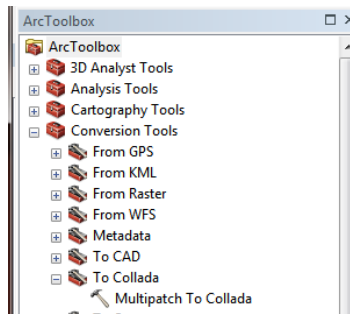 ArcToolbox
ArcToolbox
3D Analyst Tools
Analysis Tools
Cartography Tools
Conversion Tools
From GPS
From KML
From Raster
From WFS
Metadata
To CAD
To Collada
Multipatch To Collada